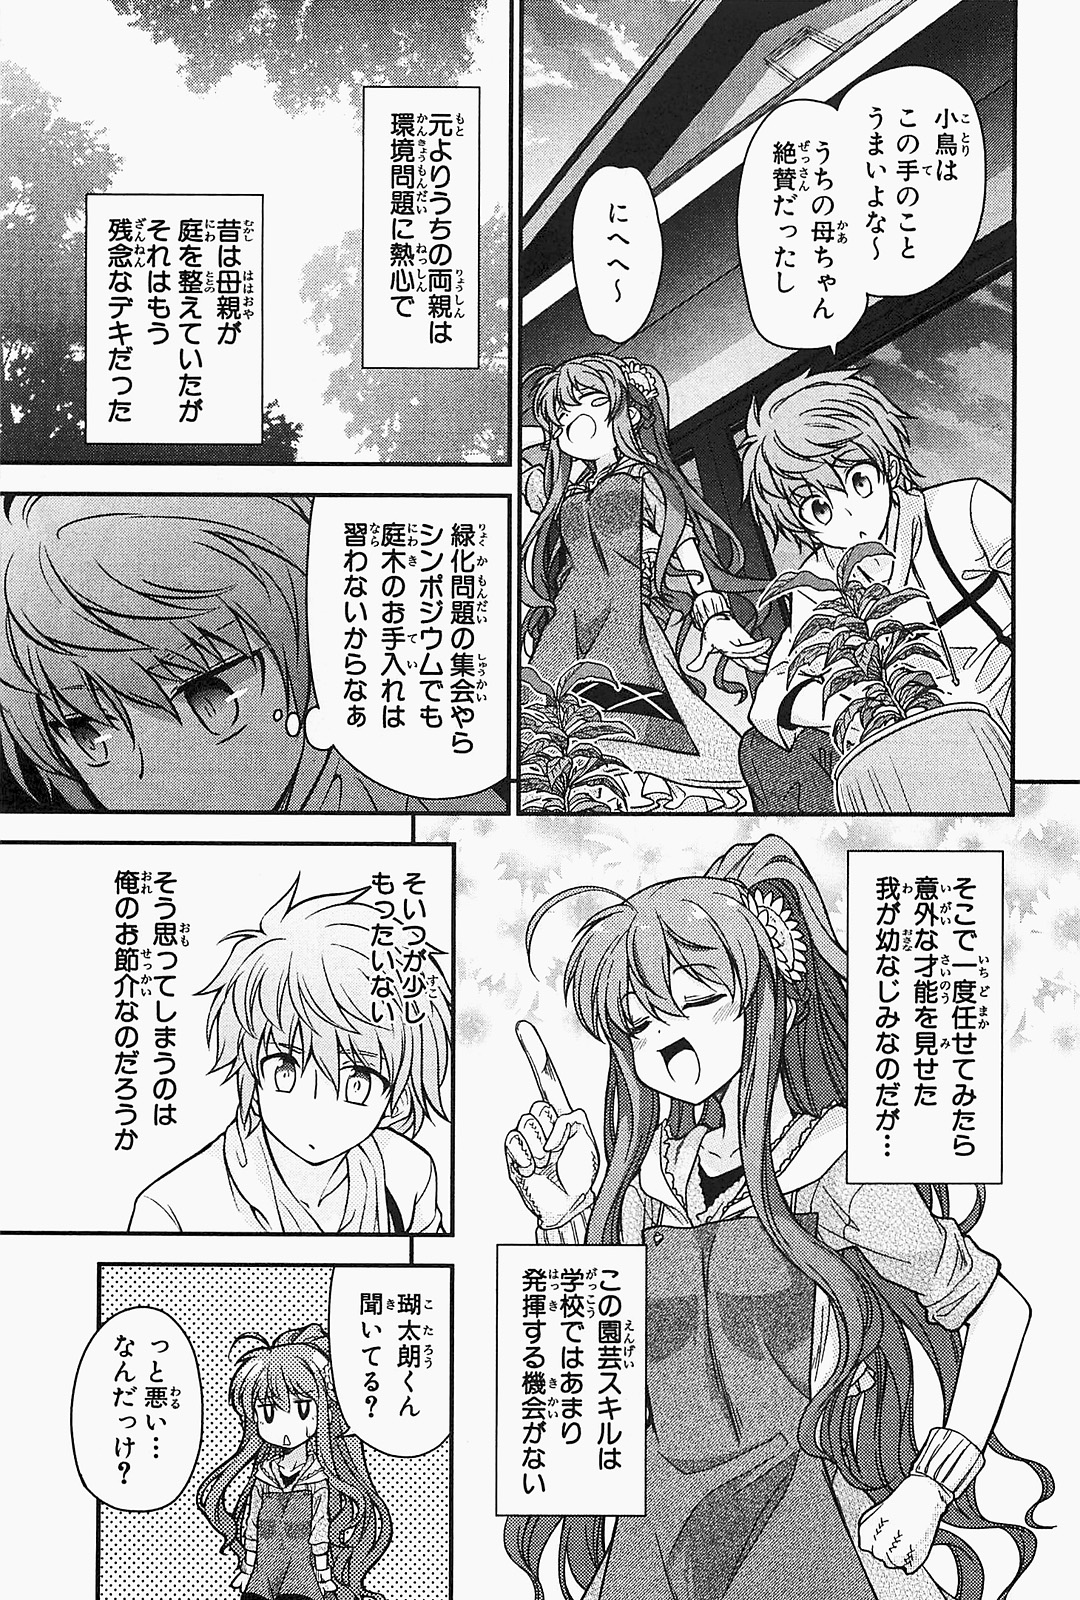 小鳥は
この手のこと
うまいよな～
うちの母ちゃん
絶賛だったし
にへへ～
元よりうちの両親は
環境問題に熱心で
昔は母親が
庭を整えていたが
それはもう
残念なデキだった
緑化問題の集会やら
シンポジウムでも
庭木のお手入れは
習わないからなぁ
そこで一度任せてみたら
意外な才能を見せた
我が幼なじみなのだが…
この園芸スキルは
学校ではあまり
発揮する機会がない
そいつが少し
もったいない
そう思ってしまうのは
俺のお節介なのだろうか
瑚太朗くん
聞いてる？
っと悪い…
なんだっけ？